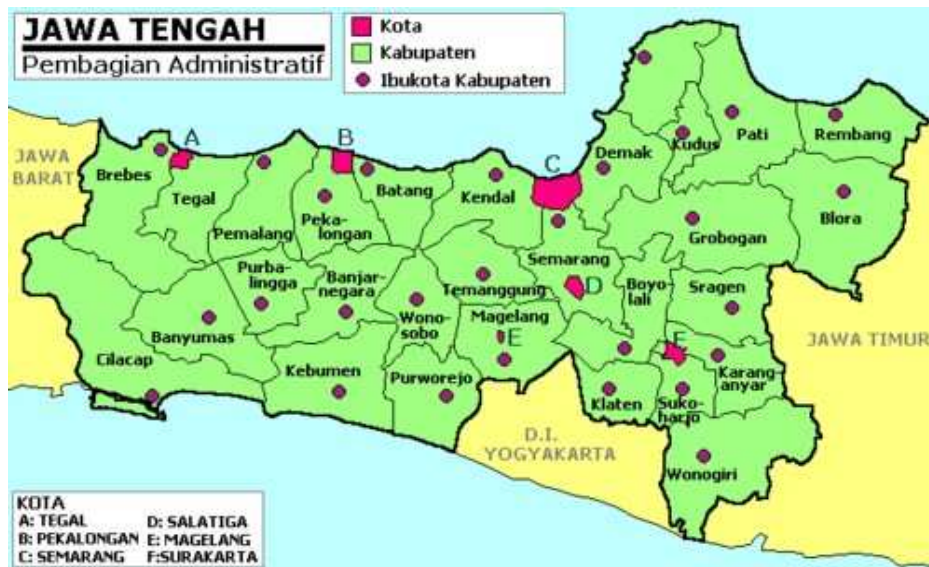 JAWA TENGAH
Pembagian Administratif
Kota
Kabupaten
Ibukota Kabupaten
JAWA
BARAT
A
B
C
Brebes
Tegal
Pemalang
Peka-
longan
Batang
Kendal
Demak
Kudus
Pati
Rembang
Blora
Grobogan
Semarang
D
Boyo-
lali
Sragen
Purba-
lingga
Banjar-
negara
Wono-
sobo
Temanggung
Magelang
E
F
Banyumas
Cilacap
Kebumen
Purworejo
Klaten
Suko-
harjo
Karang-
anyar
Wonogiri
JAWA TIMUR
D.I.
YOGYAKARTA
KOTA
A: TEGAL
B: PEKALONGAN
C: SEMARANG
D: SALATIGA
E: MAGELANG
F:SURAKARTA